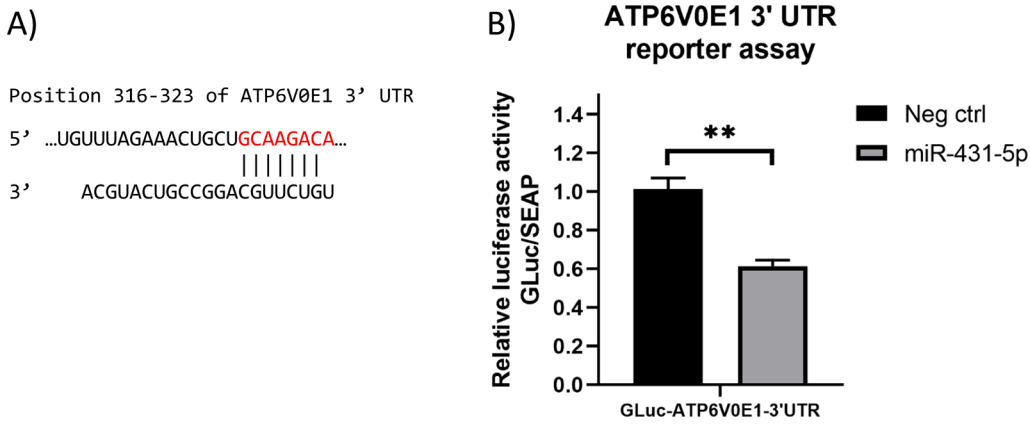 A)
Position 316-323 of ATP6V0E1 3’ UTR
5’ …UGUUUAGAAACUGCUGCAAGACA…
3’ ACGUACUGCCGGACGUUCUGU
B)
ATP6V0E1 3' UTR
reporter assay
Relative luciferase activity
GLuc/SEAP
1.4
1.2
1.0
0.8
0.6
0.4
0.2
0.0
**
GLuc-ATP6V0E1-3'UTR
Neg ctrl
miR-431-5p